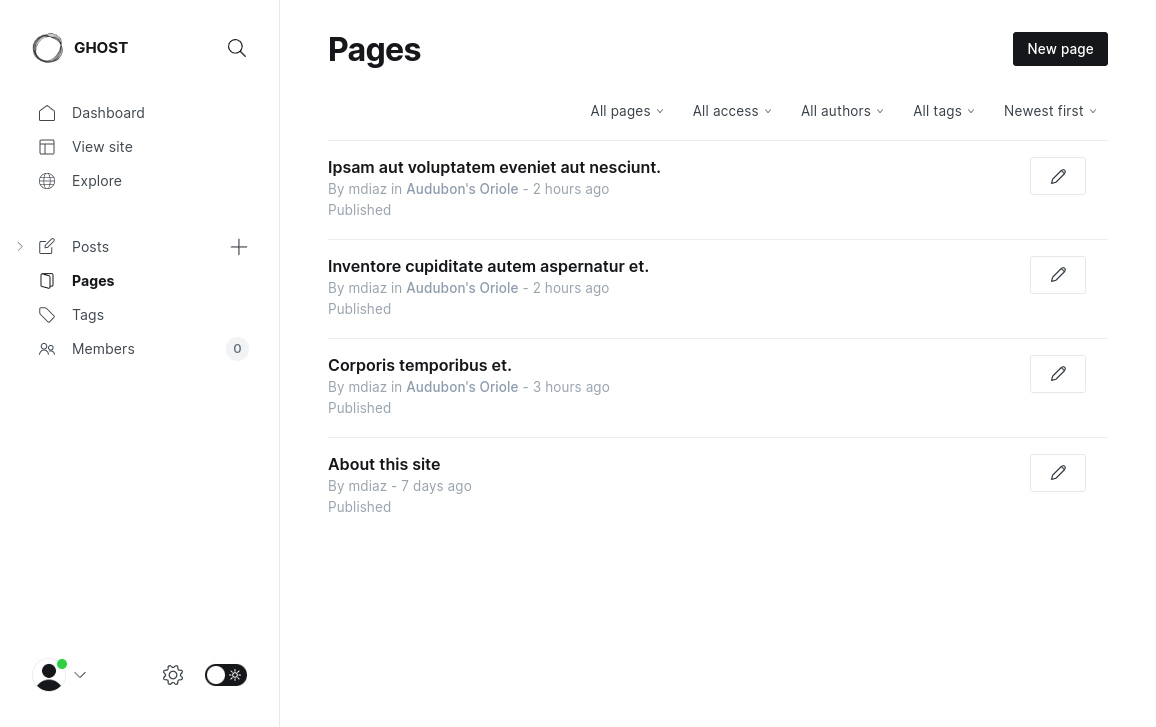 GHOST
Dashboard
View site
Explore
Posts
Pages
Tags
Members
0
Pages
New page
All pages
All access
All authors
All tags
Newest first
Ipsam aut voluptatem eveniet aut nesciunt.
By mdiaz in Audubon's Oriole - 2 hours ago
Published
Inventore cupiditate autem aspernatur et.
By mdiaz in Audubon's Oriole - 2 hours ago
Published
Corporis temporibus et.
By mdiaz in Audubon's Oriole - 3 hours ago
Published
About this site
By mdiaz - 7 days ago
Published